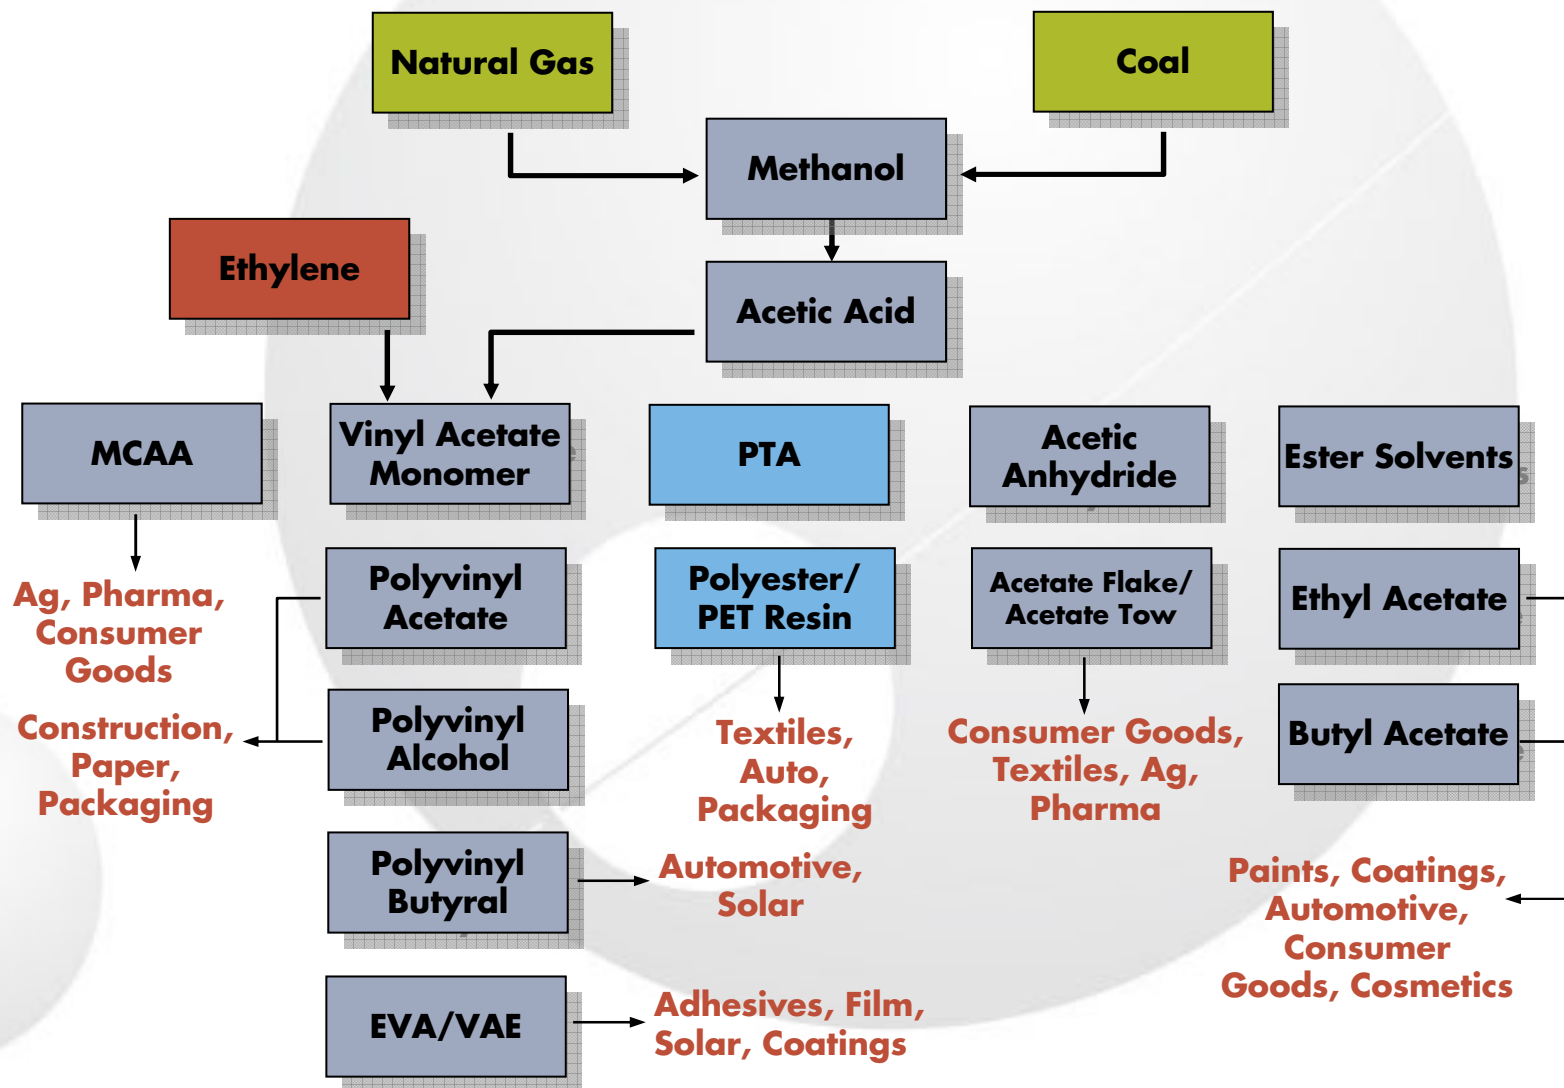 Natural Gas
Coal
Methanol
Ethylene
Acetic Acid
MCAA
Vinyl Acetate
Monomer
PTA
Acetic
Anhydride
Ester Solvents
Ag, Pharma,
Consumer
Goods
Polyvinyl
Acetate
Polyester/
PET Resin
Acetate Flake/
Acetate Tow
Ethyl Acetate
Construction,
Paper,
Packaging
Polyvinyl
Alcohol
Textiles,
Auto,
Packaging
Consumer Goods,
Textiles, Ag,
Pharma
Butyl Acetate
Polyvinyl
Butyral
Automotive,
Solar
Paints, Coatings,
Automotive,
Consumer
Goods, Cosmetics
EVA/VAE
Adhesives, Film,
Solar, Coatings